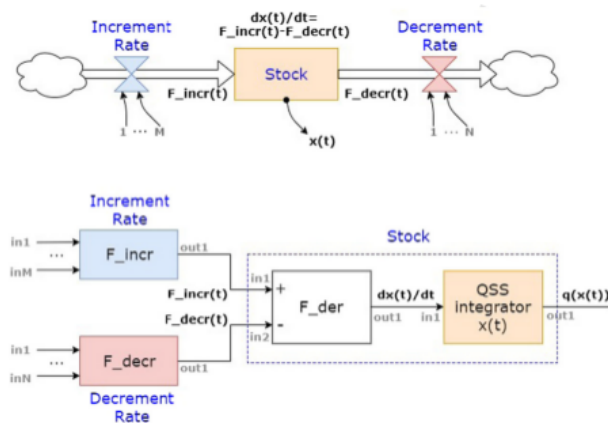 Increment
Rate
dx(t)/dt=
F_incr(t)-F_decr(t)
Decrement
Rate
Stock
F_incr(t)
F_decr(t)
1 ... M
x(t)
1 ... N
Increment
Rate
Stock
in1
...
inM
F_incr
out1
F_incr(t)
in1
+
F_der
dx(t)/dt
out1
in1
QSS
integrator
x(t)
q(x(t))
out1
F_decr(t)
-
in2
in1
...
inN
F_decr
out1
Decrement
Rate